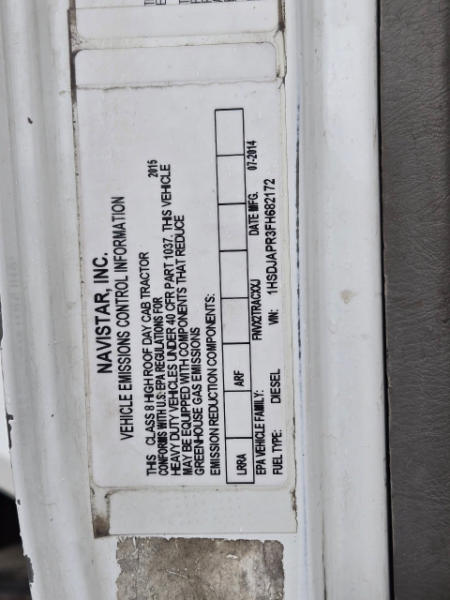 NAVISTAR, INC.
VEHICLE EMISSIONS CONTROL INFORMATION
THIS CLASS 8 HIGH ROOF DAY CAB TRACTOR
CONFORMS WITH U.S. EPA REGULATIONS FOR 2015
HEAVY DUTY VEHICLES UNDER 40 CFR PART 1037. THIS VEHICLE
MAY BE EQUIPPED WITH COMPONENTS THAT REDUCE
GREENHOUSE GAS EMISSIONS
EMISSION REDUCTION COMPONENTS:
LRRA ARF
EPA VEHICLE FAMILY: FNVX2TRACXXJ DATE MFG. 07-2014
FUEL TYPE: DIESEL VIN: 1HSDJAPR3FH682172